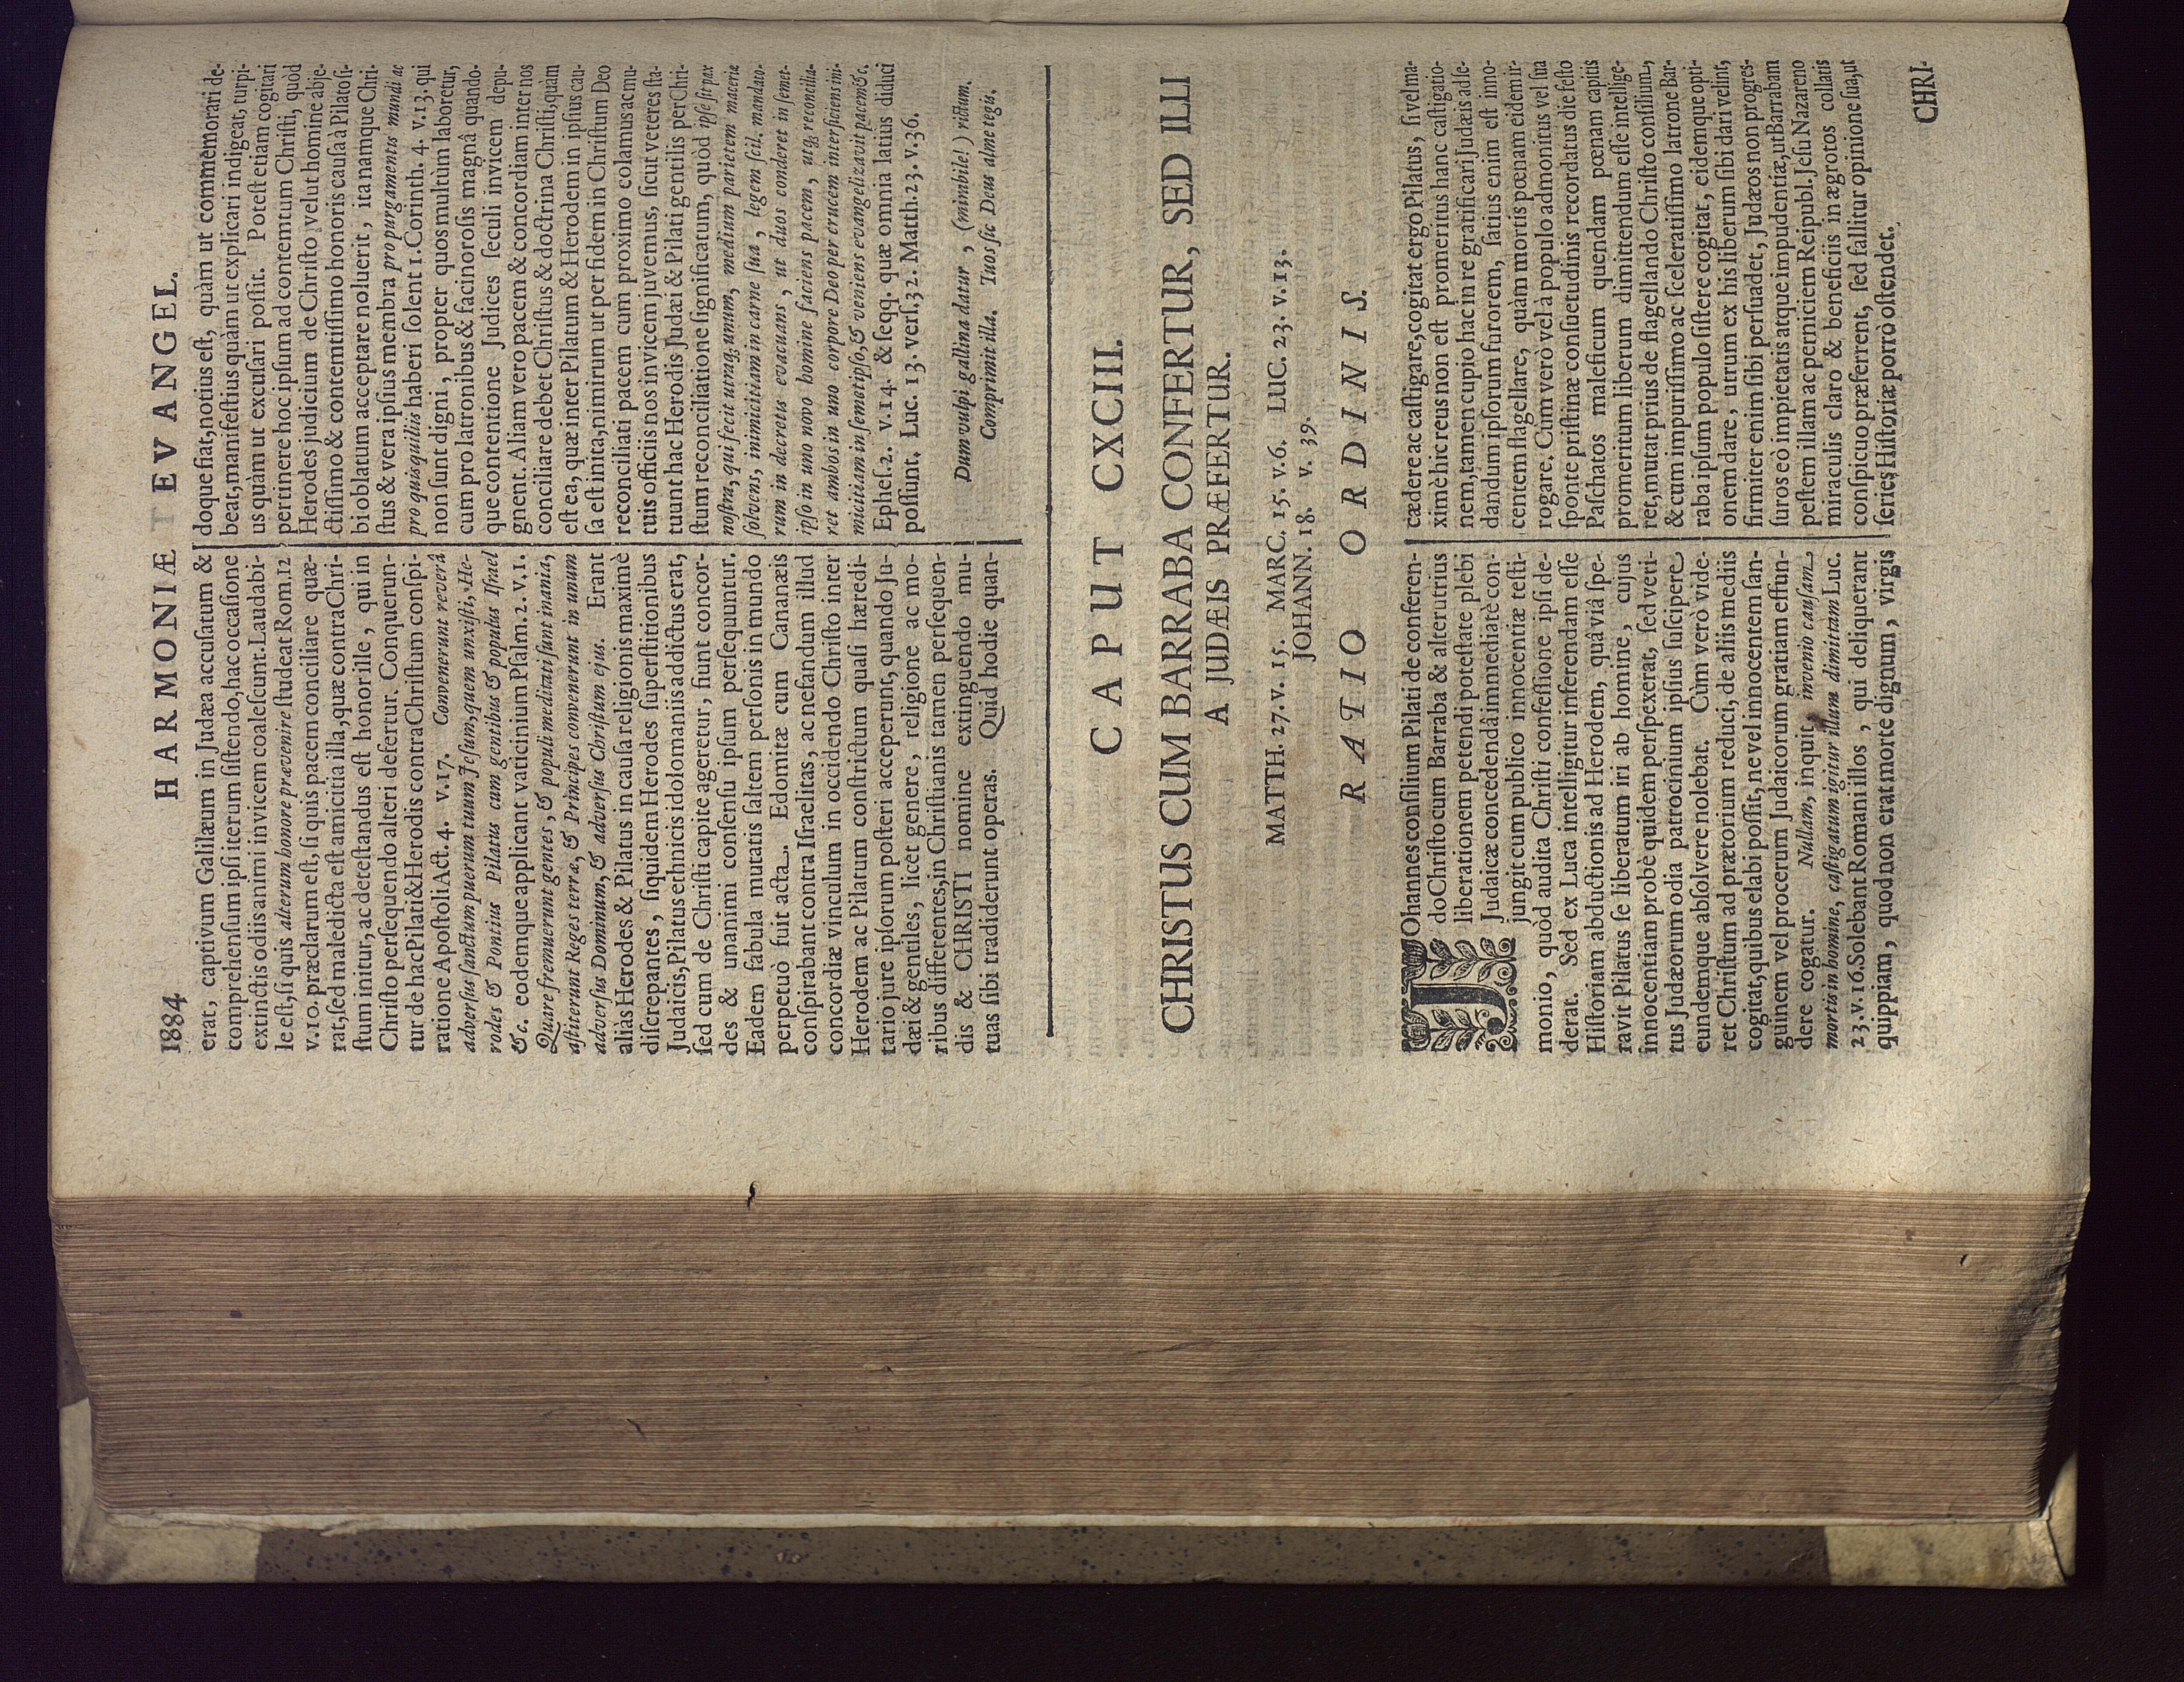 1884
HARMONIÆ EVANGEL.
erat, captivum Galilæum in Judæa accuſatum &
comprehenſum ipſi iterum ſiſtendo, hac occaſione
extinctis odiis animi invicem coaleſcunt. Laudabi-
le eſt, ſi quis alterum honore prævenire ſtudeat Rom. 12
v. 10. præclarum eſt, ſi quis pacem conciliare quæ-
rat, ſed maledicta eſt amicitia illa, quæ contra Chri-
ſtum initur, ac deteſtandus eſt honor ille, qui in
Chriſto perſequendo alteri defertur. Conquerun-
tur de hac Pilati & Herodis contra Chriſtum conſpi-
ratione Apoſtoli Act. 4. v. 17. Convenerunt reverâ
adverſus ſanctum puerum tuum Jeſum, quem unxiſti, He-
rodes & Pontius Pilatus cum gentibus & populus Iſrael
&c. eodemque applicant vaticinium Pſalm. 2. v. 1.
Quare fremuerunt gentes, & populi meditati ſunt inania,
aſtiterunt Reges terræ, & Principes convenerunt in unum
adverſus Dominum, & adverſus Chriſtum ejus. Erant
aliàs Herodes & Pilatus in cauſa religionis maximè
diſcrepantes, ſiquidem Herodes ſuperſtitionibus
Judaicis, Pilatus ethnicis idolomaniis addictus erat,
ſed cum de Chriſti capite ageretur, fiunt concor-
des & unanimi conſenſu ipſum perſequuntur.
Eadem fabula mutatis ſaltem perſonis in mundo
perpetuò fuit acta. Edomitæ cum Cananæis
conſpirabant contra Iſraelitas, ac nefandum illud
concordiæ vinculum in occidendo Chriſto inter
Herodem ac Pilatum conſtrictum quaſi hæredi-
tario jure ipſorum poſteri acceperunt, quando Ju-
dæi & gentiles, licèt genere, religione ac mo-
ribus differentes, in Chriſtianis tamen perſequen-
dis & CHRISTI nomine extinguendo mu-
tuas ſibi tradiderunt operas. Quid hodie quan-
doque fiat, notius eſt, quàm ut commemorari de-
beat, manifeſtius quàm ut explicari indigeat, turpi-
us quàm ut excuſari poſſit. Poteſt etiam cogitari
pertinere hoc ipſum ad contemtum Chriſti, quòd
Herodes judicium de Chriſto velut homine abje-
ctiſſimo & contemtiſſimo honoris cauſa à Pilato ſi-
bi oblatum acceptare noluerit, ita namque Chri-
ſtus & vera ipſius membra pro purgamentis mundi ac
pro quisquiliis haberi ſolent 1. Corinth. 4. v. 13. qui
non ſunt digni, propter quos multùm laboretur,
cum pro latronibus & facinoroſis magnâ quando-
que contentione Judices ſeculi invicem depu-
gnent. Aliam vero pacem & concordiam inter nos
conciliare debet Chriſtus & doctrina Chriſti, quàm
eſt ea, quæ inter Pilatum & Herodem in ipſius cau-
ſa eſt inita, nimirum ut per fidem in Chriſtum Deo
reconciliati pacem cum proximo colamus ac mu-
tuis officiis nos invicem juvemus, ſicut veteres ſta-
tuunt hac Herodis Judæi & Pilati gentilis per Chri-
ſtum reconciliatione ſignificatum, quòd ipſe ſit pax
noſtra, qui fecit utraq; unum, medium parietem maceriæ
ſolvens, inimicitiam in carne ſua, legem ſcil. mandato-
rum in decretis evacuans, ut duos conderet in ſemet-
ipſo in uno novo homine faciens pacem, utq; reconcilia-
ret ambos in uno corpore Deo per crucem interficiens ini-
micitiam in ſemetipſo, & veniens evangelizavit pacem &c.
Epheſ. 2. v. 14. & ſeqq. quæ omnia latius diduci
poſſunt. Luc. 13. verſ. 32. Math. 23. v. 36.
Dum vulpi gallina datur, (mirabile!) riſtum.
Comprimit illa. Tuos ſic Deus alme tegis.
CAPUT CXCIII.
CHRISTUS CUM BARRABA CONFERTUR, SED ILLI
A JUDÆIS PRÆFERTUR.
MATTH. 27. v. 15. MARC. 15. v. 6. LUC. 23. v. 13.
JOHANN. 18. v. 39.
RATIO ORDINIS.
JOhannes conſilium Pilati de conferen-
do Chriſto cum Barraba & alterutrius
liberationem petendi poteſtate plebi
Judaicæ concedendâ immediatè con-
jungit cum publico innocentiæ teſti-
monio, quòd audita Chriſti confeſſione ipſi de-
derat. Sed ex Luca intelligitur inferendam eſſe
Hiſtoriam abductionis ad Herodem, quâ viâ ſpe-
ravit Pilatus ſe liberatum iri ab homine, cujus
innocentiam probè quidem perſpexerat, ſed veri-
tus Judæorum odia patrocinium ipſius ſuſcipere
eundemque abſolvere nolebat. Cùm verò vide-
ret Chriſtum ad prætorium reduci, de aliis mediis
cogitat, quibus elabi poſſit, ne vel innocentem ſan-
guinem vel procerum Judaicorum gratiam effun-
dere cogatur. Nullam, inquit, invenio cauſam
mortis in homine, caſtigatum igitur illum dimittam Luc.
23. v. 16. Solebant Romani illos, qui deliquerant
quippiam, quod non erat morte dignum, virgis
cædere ac caſtigare, cogitat ergo Pilatus, ſi vel ma-
ximè hic reus non eſt promeritus hanc caſtigatio-
nem, tamen cupio hac in re gratificari Judæis ad ſe-
dandum ipſorum furorem, ſatius enim eſt inno-
centem flagellare, quàm mortis pœnam eidem ir-
rogare. Cum verò vel à populo admonitus vel ſua
ſponte priſtinæ conſuetudinis recordatus die feſto
Paſchatos maleficum quendam pœnam capitis
promeritum liberum dimittendum eſſe intellige-
ret, mutat prius de flagellando Chriſto conſilium,
& cum impuriſſimo ac ſceleratiſſimo latrone Bar-
raba ipſum populo ſiſtere cogitat, eidemque opti-
onem dare, utrum ex his liberum ſibi dari velint,
firmiter enim ſibi perſuadet, Judæos non progreſ-
ſuros eò impietatis atque impudentiæ, ut Barrabam
peſtem illam ac perniciem Reipubl. Jeſu Nazareno
miraculis claro & beneficiis in ægrotos collatis
conſpicuo præferrent, ſed fallitur opinione ſua, ut
ſeries Hiſtoriæ porrò oſtendet.
CHRI-